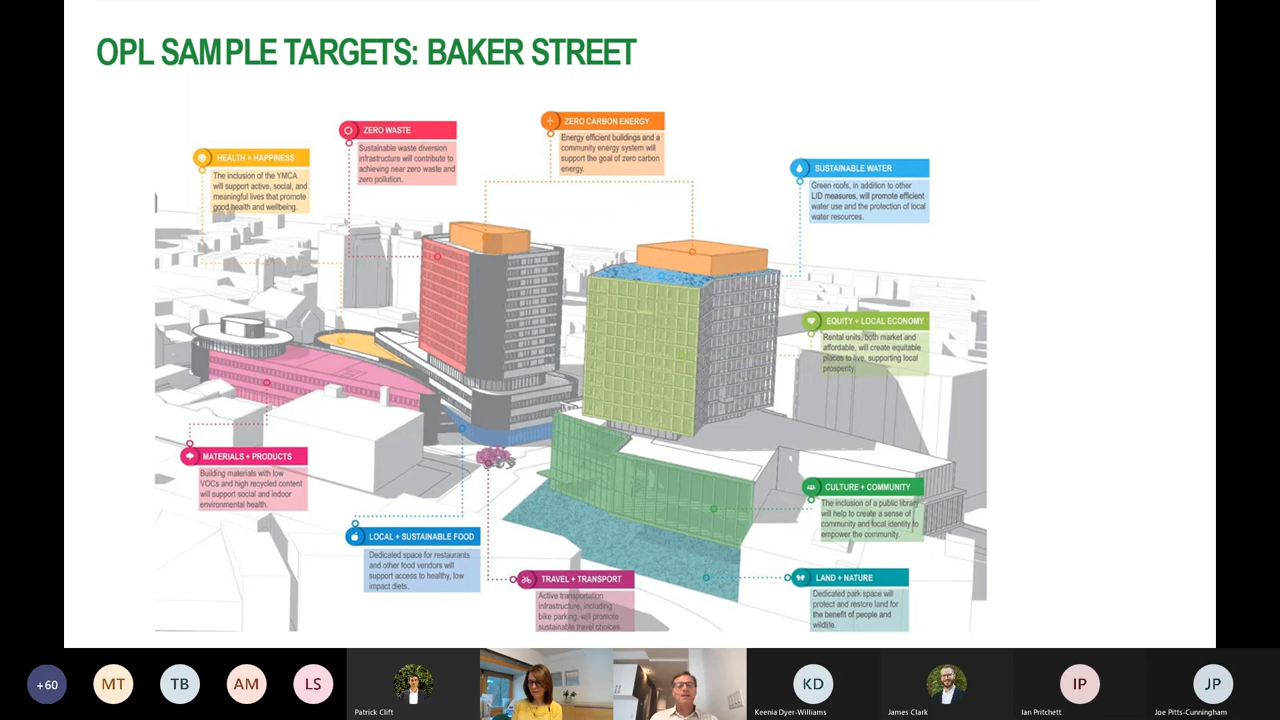 OPL SAMPLE TARGETS: BAKER STREET
ZERO WASTE
Sustainable waste diversion
infrastructure will contribute to
achieving near zero waste and
zero pollution.
ZERO CARBON ENERGY
Energy efficient buildings and a
community energy system will
support the goal of zero carbon
energy.
HEALTH + HAPPINESS
The inclusion of the YMCA
will support active, social, and
meaningful lives that promote
good health and wellbeing.
SUSTAINABLE WATER
Green roofs, in addition to other
LID measures, will promote efficient
water use and the protection of local
water resources.
EQUITY + LOCAL ECONOMY
Rental units, both market and
affordable, will create equitable
places to live, supporting local
prosperity.
MATERIALS + PRODUCTS
Building materials with low
VOCs and high recycled content
will support social and indoor
environmental health.
CULTURE + COMMUNITY
The inclusion of a public library
will help to create a sense of
community and local identity to
empower the community.
LOCAL + SUSTAINABLE FOOD
Dedicated space for restaurants
and other food vendors will
support access to healthy, low
impact diets.
TRAVEL + TRANSPORT
Active transportation
infrastructure, including
bike parking, will promote
sustainable travel choices.
LAND + NATURE
Dedicated park space will
protect and restore land for
the benefit of people and
wildlife.
+60
MT
TB
AM
LS
KD
IP
JP
Patrick Clift
Keenia Dyer-Williams
James Clark
Ian Pritchett
Joe Pitts-Cunningham